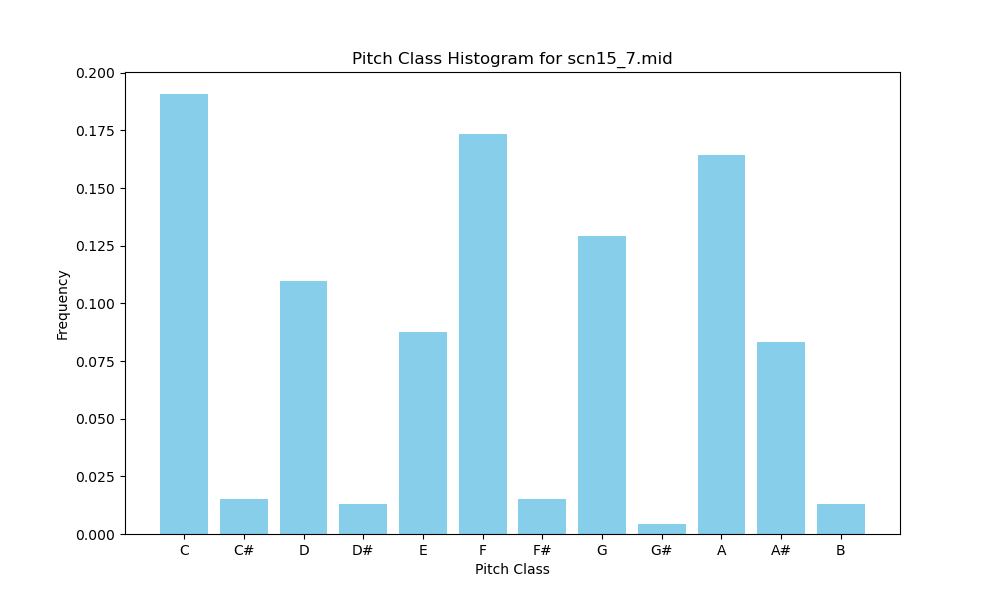 Pitch Class Histogram for scn15_7.mid
0.200
0.175
0.150
0.125
0.100
0.075
0.050
0.025
0.000
Frequency
C C# D D# E F F# G G# A A# B
Pitch Class